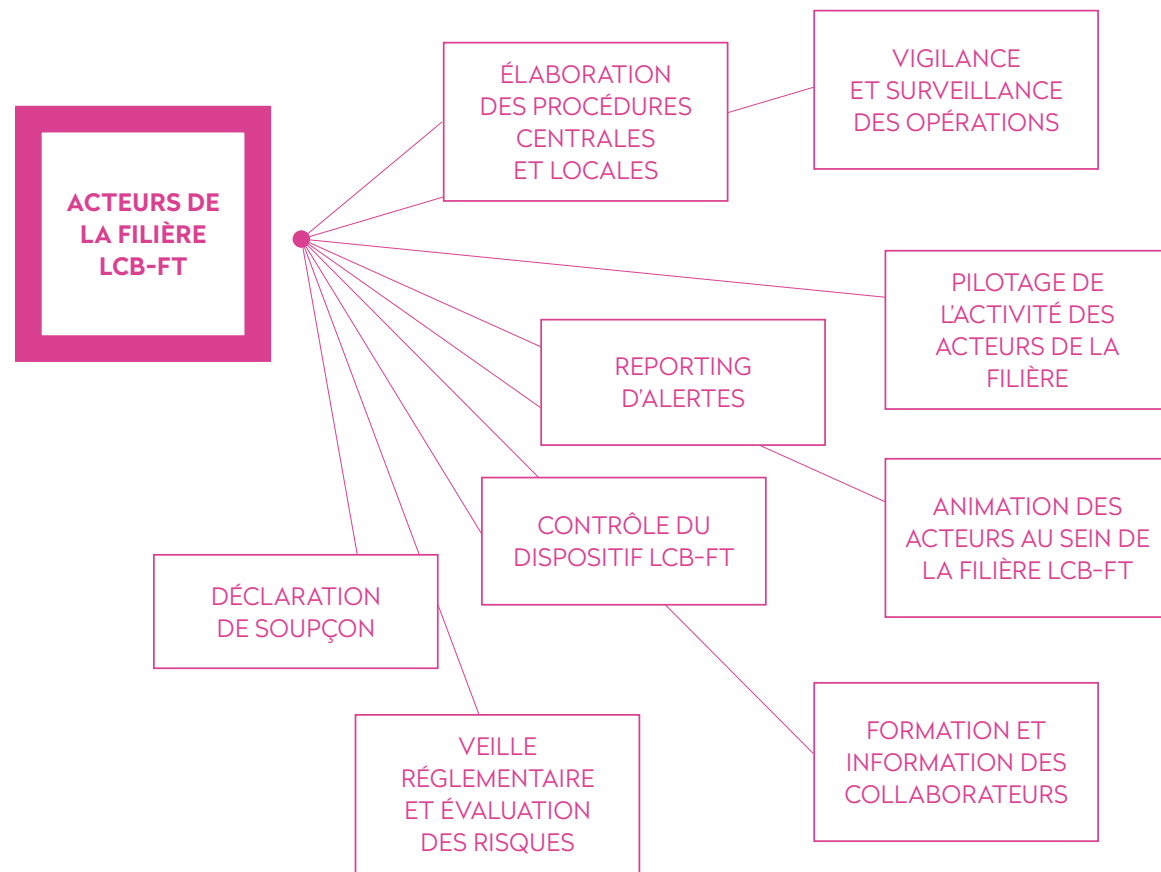 ACTEURS DE
LA FILIÈRE
LCB-FT
ÉLABORATION
DES PROCÉDURES
CENTRALES
ET LOCALES
VIGILANCE
ET SURVEILLANCE
DES OPÉRATIONS
PILOTAGE DE
L'ACTIVITÉ DES
ACTEURS DE LA
FILIÈRE
REPORTING
D'ALERTES
ANIMATION DES
ACTEURS AU SEIN DE
LA FILIÈRE LCB-FT
CONTRÔLE DU
DISPOSITIF LCB-FT
DÉCLARATION
DE SOUPÇON
FORMATION ET
INFORMATION DES
COLLABORATEURS
VEILLE
RÉGLEMENTAIRE
ET ÉVALUATION
DES RISQUES